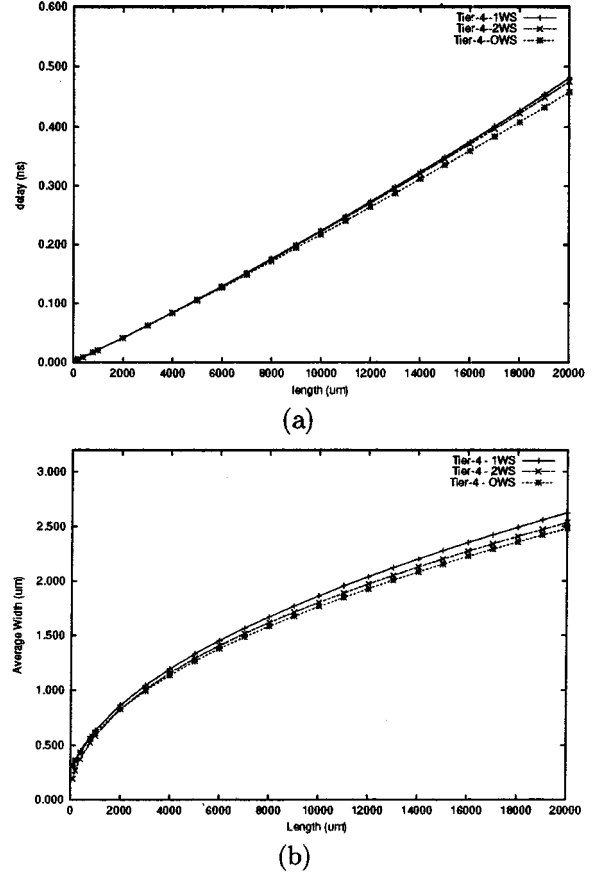 0.600
0.500
0.400
0.300
0.200
0.100
0.000
delay (ns)
Tier-4--1WS
Tier-4--2WS
Tier-4--OWS
0 2000 4000 6000 8000 10000 12000 14000 16000 18000 20000
length (um)
(a)
3.000
2.500
2.000
1.500
1.000
0.500
0.000
Average Width (um)
Tier-4 - 1WS
Tier-4 - 2WS
Tier-4 - OWS
0 2000 4000 6000 8000 10000 12000 14000 16000 18000 20000
Length (um)
(b)